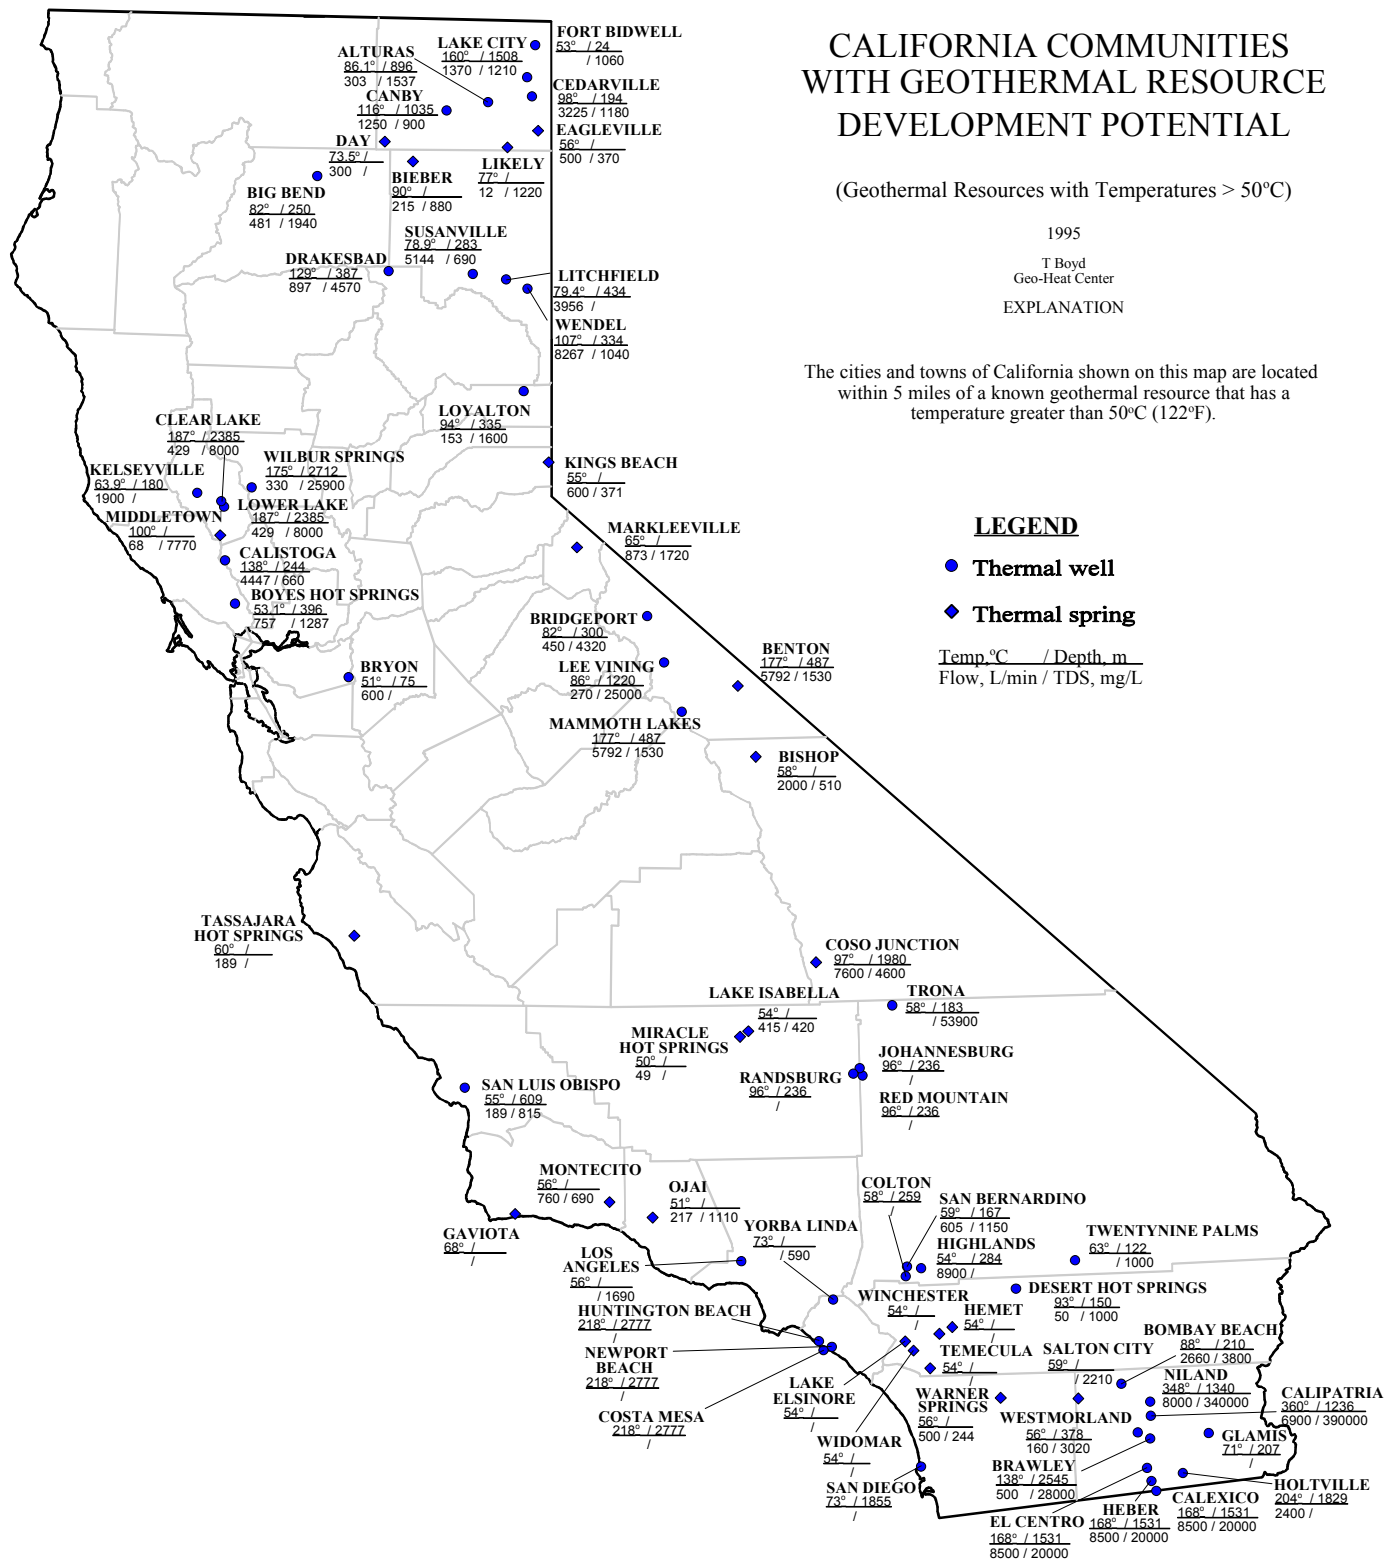 CALIFORNIA COMMUNITIES
WITH GEOTHERMAL RESOURCE
DEVELOPMENT POTENTIAL
(Geothermal Resources with Temperatures > 50°C)
1995
T Boyd
Geo-Heat Center
EXPLANATION
The cities and towns of California shown on this map are located
within 5 miles of a known geothermal resource that has a
temperature greater than 50°C (122°F).
LEGEND
Thermal well
Thermal spring
Temp,°C / Depth, m
Flow, L/min / TDS, mg/L
FORT BIDWELL
53° / 24
/ 1060
LAKE CITY
160° / 1508
1370 / 1210
ALTURAS
86.1° / 896
303 / 1537
CEDARVILLE
98° / 194
3225 / 1180
CANBY
116° / 1035
1250 / 900
EAGLEVILLE
56° /
500 / 370
DAY
73.5° /
300 /
LIKELY
77° /
12 / 1220
BIEBER
90° /
215 / 880
BIG BEND
82° / 250
481 / 1940
SUSANVILLE
78.9° / 283
5144 / 690
DRAKESBAD
129° / 387
897 / 4570
LITCHFIELD
79.4° / 434
3956 /
WENDEL
107° / 334
8267 / 1040
LOYALTON
94° / 335
153 / 1600
CLEAR LAKE
187° / 2385
429 / 8000
WILBUR SPRINGS
175° / 2712
330 / 25900
KELSEYVILLE
63.9° / 180
1900 /
KINGS BEACH
55° /
600 / 371
LOWER LAKE
187° / 2385
429 / 8000
MIDDLETOWN
100° /
68 / 7770
MARKLEEVILLE
65° /
873 / 1720
CALISTOGA
138° / 244
4447 / 660
BOYES HOT SPRINGS
53.1° / 396
757 / 1287
BRIDGEPORT
82° / 300
450 / 4320
BENTON
177° / 487
5792 / 1530
LEE VINING
86° / 1220
270 / 25000
BRYON
51° / 75
600 /
MAMMOTH LAKES
177° / 487
5792 / 1530
BISHOP
58° /
2000 / 510
TASSAJARA
HOT SPRINGS
60° /
189 /
COSO JUNCTION
97° / 1980
7600 / 4600
LAKE ISABELLA
54° /
415 / 420
TRONA
58° / 183
/ 53900
MIRACLE
HOT SPRINGS
50° /
49 /
JOHANNESBURG
96° / 236
/
RANDSBURG
96° / 236
/
RED MOUNTAIN
96° / 236
/
SAN LUIS OBISPO
55° / 609
189 / 815
MONTECITO
56° /
760 / 690
OJAI
51° /
217 / 1110
COLTON
58° / 259
/
SAN BERNARDINO
59° / 167
605 / 1150
GAVIOTA
68° /
/
YORBA LINDA
73° /
/ 590
HIGHLANDS
54° / 284
8900 /
TWENTYNINE PALMS
63° / 122
/ 1000
LOS
ANGELES
56° /
/ 1690
DESERT HOT SPRINGS
93° / 150
50 / 1000
WINCHESTER
54° /
HEMET
54° /
HUNTINGTON BEACH
218° / 2777
/
BOMBAY BEACH
88° / 210
2660 / 3800
NEWPORT
BEACH
218° / 2777
/
TEMECULA
54° /
SALTON CITY
59° /
/ 2210
NILAND
348° / 1340
8000 / 340000
LAKE
ELSINORE
54° /
/
WARNER
SPRINGS
56° /
500 / 244
CALIPATRIA
360° / 1236
6900 / 390000
COSTA MESA
218° / 2777
/
WESTMORLAND
56° / 378
160 / 3020
GLAMIS
71° / 207
/
WIDOMAR
54° /
/
BRAWLEY
138° / 2545
500 / 28000
SAN DIEGO
73° / 1855
/
HOLTVILLE
204° / 1829
2400 /
EL CENTRO
168° / 1531
8500 / 20000
HEBER
168° / 1531
8500 / 20000
CALEXICO
168° / 1531
8500 / 20000